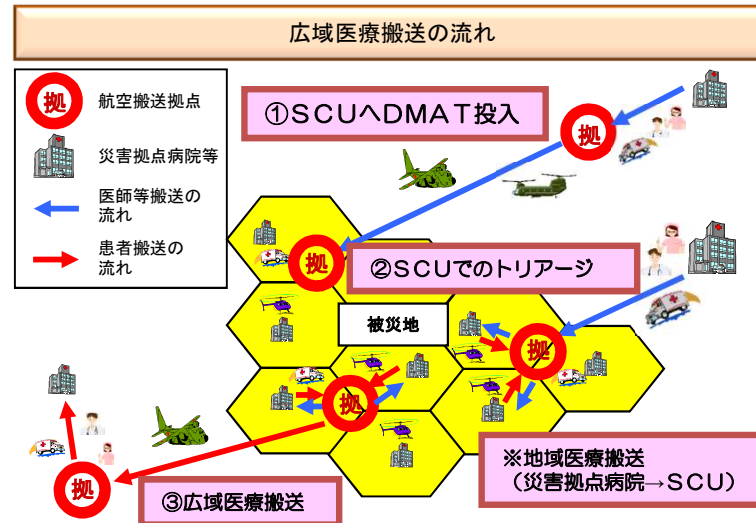 広域医療搬送の流れ
拠 航空搬送拠点
災害拠点病院等
医師等搬送の
流れ
患者搬送の
流れ
①ＳＣＵへＤＭＡＴ投入
拠
拠
②ＳＣＵでのトリアージ
被災地
拠
拠
拠
③広域医療搬送
※地域医療搬送
（災害拠点病院→ＳＣＵ）